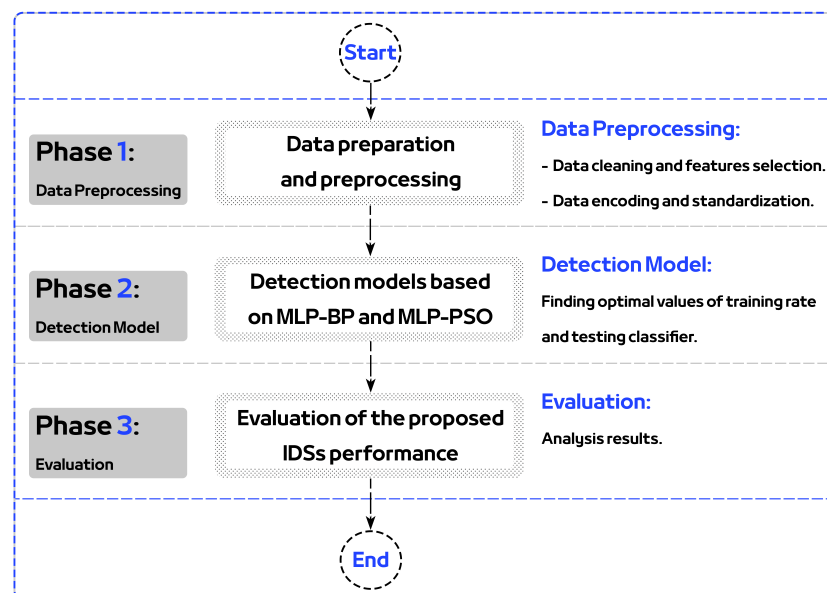 Start
Phase 1:
Data Preprocessing
Data preparation
and preprocessing
Data Preprocessing:
- Data cleaning and features selection.
- Data encoding and standardization.
Phase 2:
Detection Model
Detection models based
on MLP-BP and MLP-PSO
Detection Model:
Finding optimal values of training rate
and testing classifier.
Phase 3:
Evaluation
Evaluation of the proposed
IDSs performance
Evaluation:
Analysis results.
End